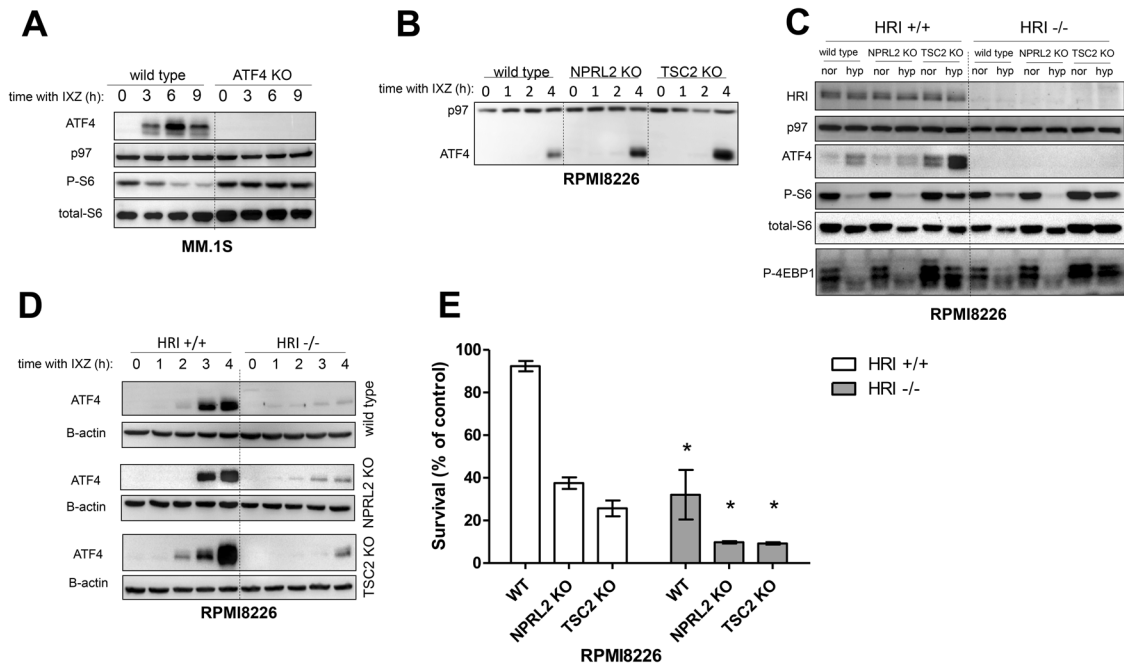 A
wild type ATF4 KO
time with IXZ (h): 0 3 6 9 0 3 6 9
ATF4
p97
P-S6
total-S6
MM.1S
B
wild type NPRL2 KO TSC2 KO
time with IXZ (h): 0 1 2 4 0 1 2 4 0 1 2 4
p97
ATF4
RPMI8226
C
HRI +/+ HRI -/-
wild type NPRL2 KO TSC2 KO wild type NPRL2 KO TSC2 KO
nor hyp nor hyp nor hyp nor hyp nor hyp nor hyp
HRI
p97
ATF4
P-S6
total-S6
P-4EBP1
RPMI8226
D
HRI +/+ HRI -/-
time with IXZ (h): 0 1 2 3 4 0 1 2 3 4
ATF4
B-actin
wild type
ATF4
B-actin
NPRL2 KO
ATF4
B-actin
TSC2 KO
RPMI8226
E
Survival (% of control)
100
80
60
40
20
0
* * *
WT NPRL2 KO TSC2 KO WT NPRL2 KO TSC2 KO
RPMI8226
HRI +/+
HRI -/-